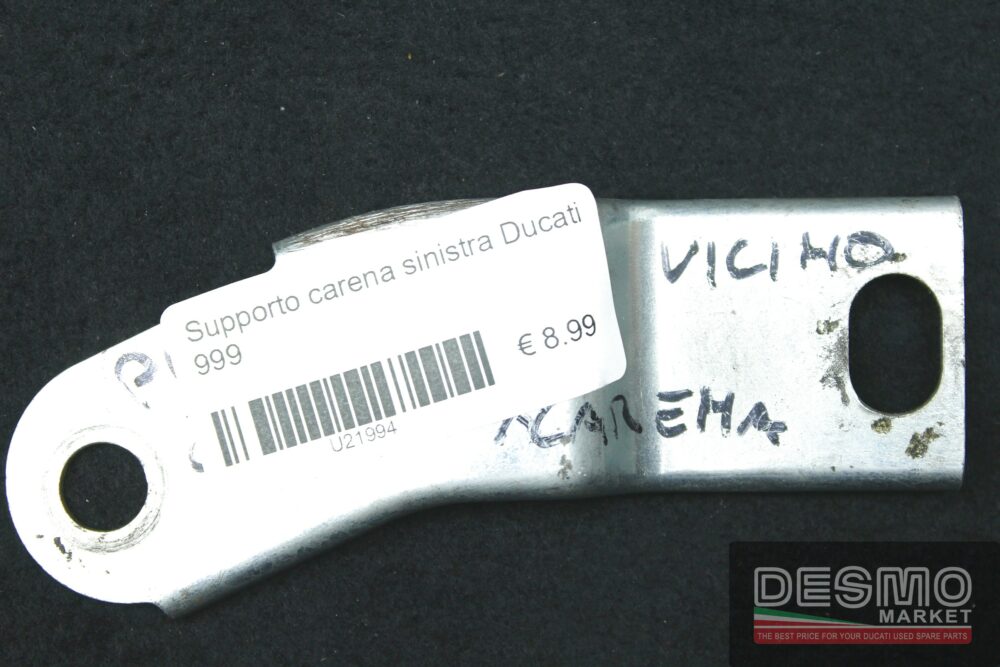 Supporto carena sinistra Ducati
999
€ 8.99
U21994
VICINO
CARENA
DESMO
MARKET
THE BEST PRICE FOR YOUR DUCATI USED SPARE PARTS